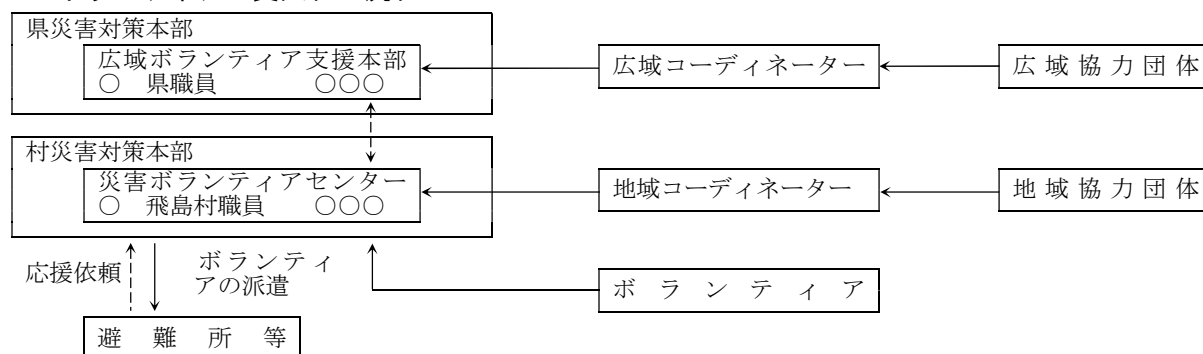 県災害対策本部
広域ボランティア支援本部
○ 県職員 ○○○
広域コーディネーター
広域協力団体
村災害対策本部
災害ボランティアセンター
○ 飛島村職員 ○○○
地域コーディネーター
地域協力団体
応援依頼
ボランティ
アの派遣
ボランティア
避難所等